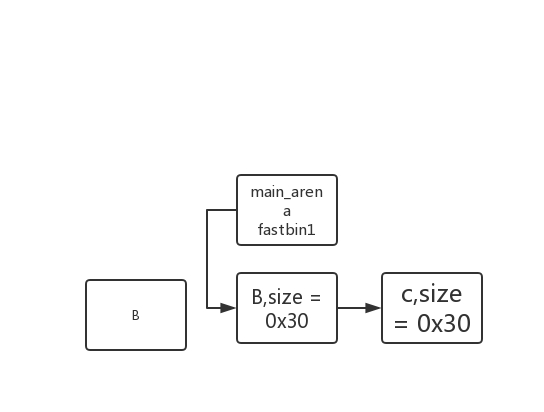 main_aren
a
fastbin1
B
B,size =
0x30
c,size
= 0x30